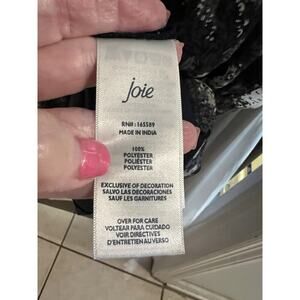 joie
RN#: 165589
MADE IN INDIA
100%
POLYESTER
POLIÉSTER
POLYESTER
EXCLUSIVE OF DECORATION
SALVO LAS DECORACIONES
SAUF LES GARNITURES
OVER FOR CARE
VOLTEAR PARA CUIDADO
VOIR DIRECTIVES
D'ENTRETIEN AU VERSO